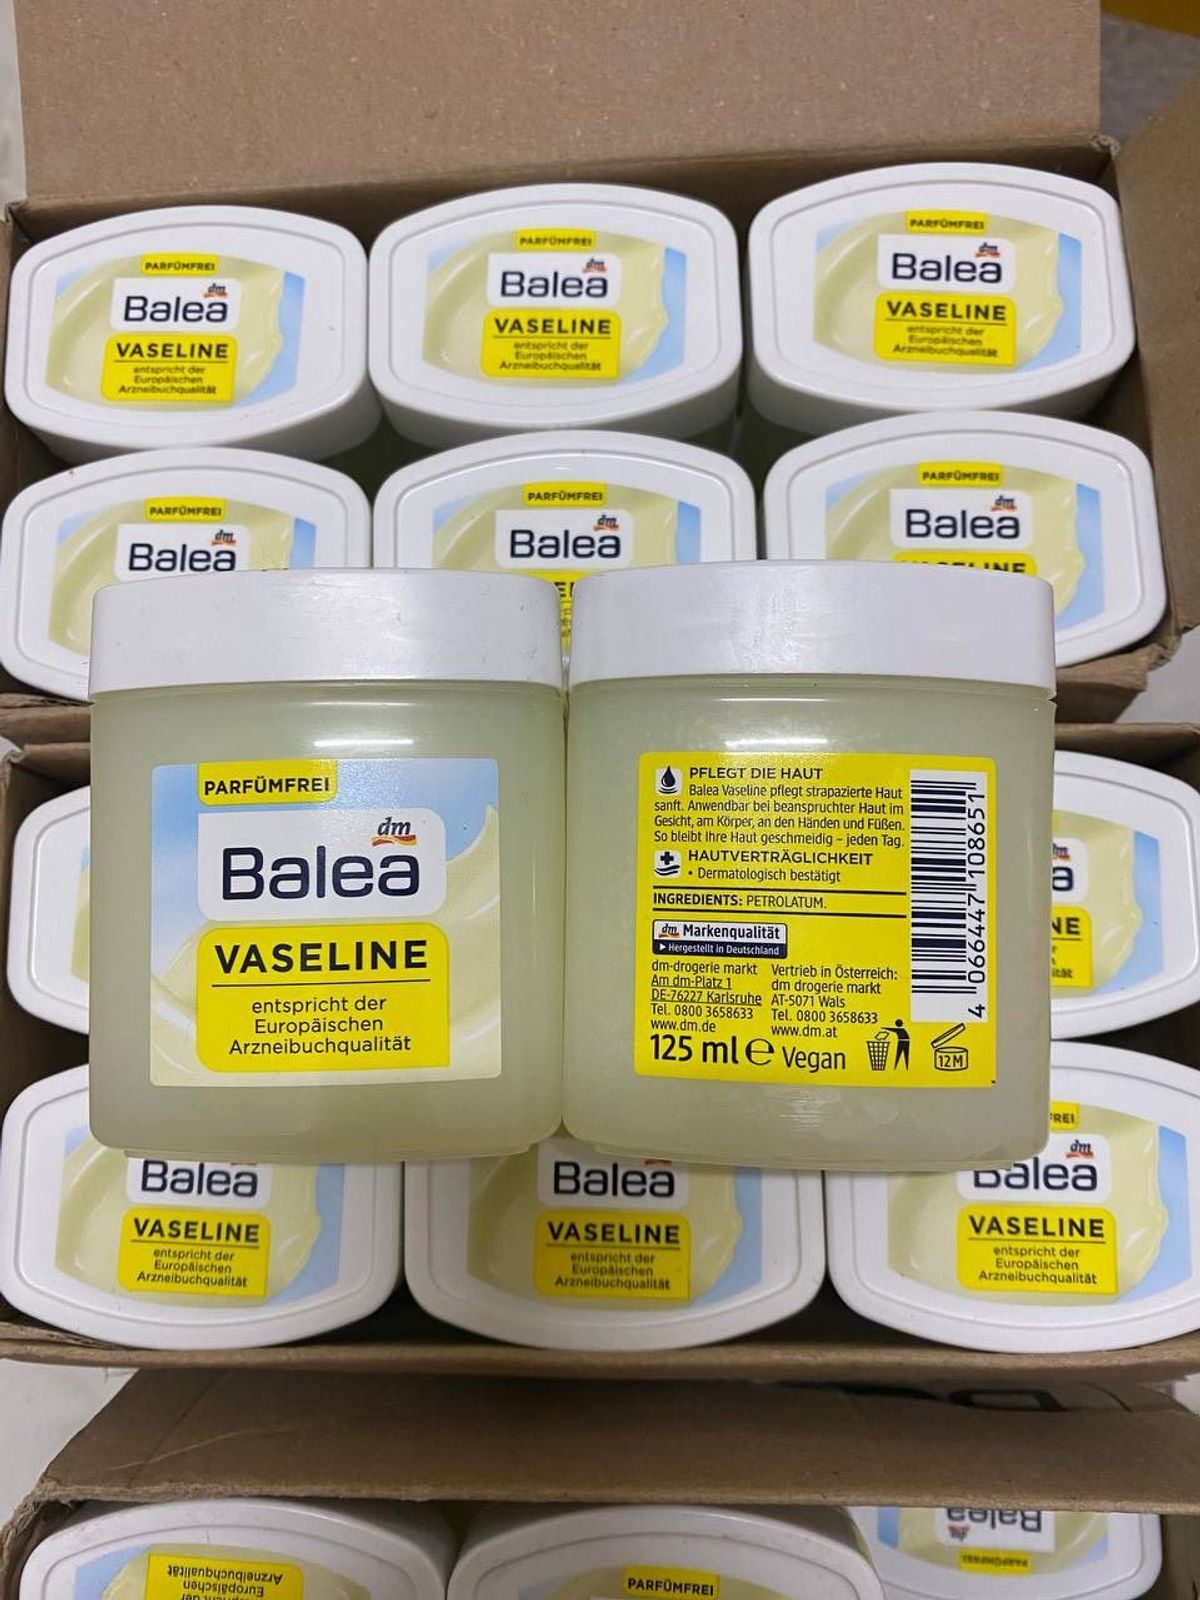 PARFÜMFREI
dm
Balea
VASELINE
entspricht der
Europäischen
Arzneibuchqualität
PARFÜMFREI
dm
Balea
VASELINE
entspricht der
Europäischen
Arzneibuchqualität
PARFÜMFREI
dm
Balea
VASELINE
entspricht der
Europäischen
Arzneibuchqualität
PARFÜMFREI
dm
Balea
PARFÜMFREI
dm
Balea
PARFÜMFREI
dm
Balea
VASELINE
PARFÜMFREI
dm
Balea
VASELINE
entspricht der
Europäischen
Arzneibuchqualität
PFLEGT DIE HAUT
Balea Vaseline pflegt strapazierte Haut
sanft. Anwendbar bei beanspruchter Haut im
Gesicht, am Körper, an den Händen und Füßen.
So bleibt Ihre Haut geschmeidig – jeden Tag.
HAUTVERTRÄGLICHKEIT
• Dermatologisch bestätigt
INGREDIENTS: PETROLATUM.
dm Markenqualität
Hergestellt in Deutschland
dm-drogerie markt
Am dm-Platz 1
DE-76227 Karlsruhe
Tel. 0800 3658633
www.dm.de
Vertrieb in Österreich:
dm drogerie markt
AT-5071 Wals
Tel. 0800 3658633
www.dm.at
125 ml e Vegan
12M
4 066447 108651
Balea
VASELINE
entspricht der
Europäischen
Arzneibuchqualität
Balea
VASELINE
entspricht der
Europäischen
Arzneibuchqualität
dm
Balea
VASELINE
entspricht der
Europäischen
Arzneibuchqualität
Arzneibuchqualität
Europäischen
PARFÜMFREI
Balea
dm
PARFÜMFREI